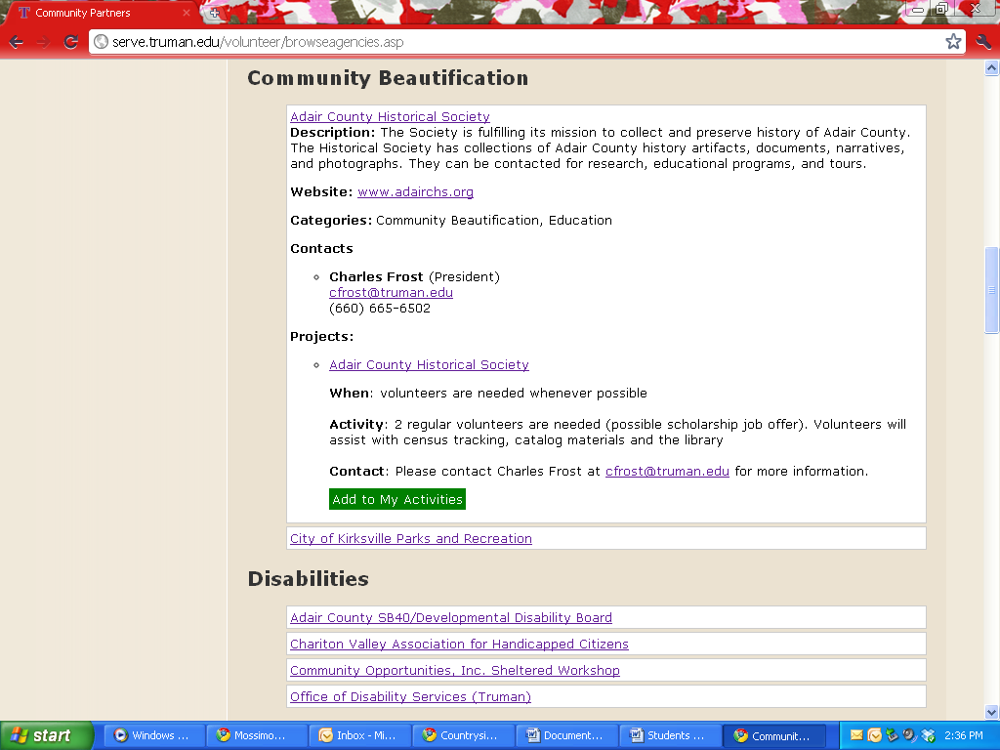 Community Partners
serve.truman.edu/volunteer/browseagencies.asp
Community Beautification
Adair County Historical Society
Description: The Society is fulfilling its mission to collect and preserve history of Adair County.
The Historical Society has collections of Adair County history artifacts, documents, narratives,
and photographs. They can be contacted for research, educational programs, and tours.
Website: www.adairchs.org
Categories: Community Beautification, Education
Contacts
Charles Frost (President)
cfrost@truman.edu
(660) 665-6502
Projects:
Adair County Historical Society
When: volunteers are needed whenever possible
Activity: 2 regular volunteers are needed (possible scholarship job offer). Volunteers will
assist with census tracking, catalog materials and the library
Contact: Please contact Charles Frost at cfrost@truman.edu for more information.
Add to My Activities
City of Kirksville Parks and Recreation
Disabilities
Adair County SB40/Developmental Disability Board
Chariton Valley Association for Handicapped Citizens
Community Opportunities, Inc. Sheltered Workshop
Office of Disability Services (Truman)
start Windows ... Mossimo... Inbox - Mi... Countrysi... Document... Students ... Communit... 2:36 PM